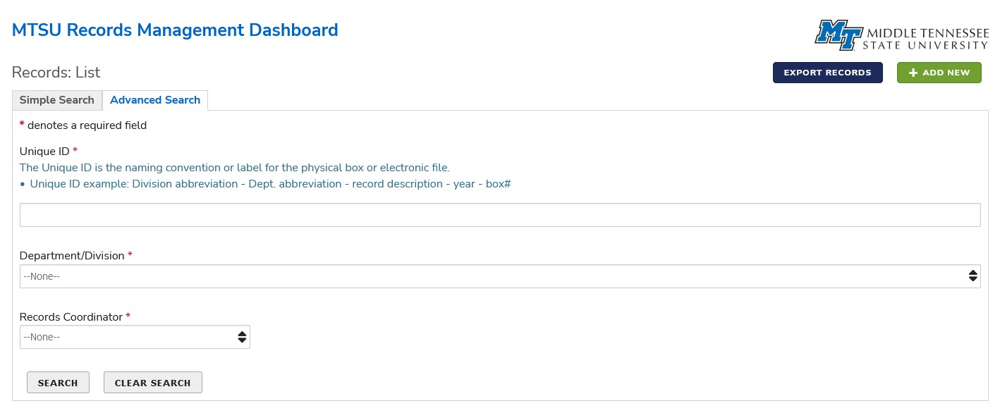 MTSU Records Management Dashboard
MT MIDDLE TENNESSEE
STATE UNIVERSITY
Records: List
EXPORT RECORDS
ADD NEW
Simple Search
Advanced Search
* denotes a required field
Unique ID *
The Unique ID is the naming convention or label for the physical box or electronic file.
• Unique ID example: Division abbreviation - Dept. abbreviation - record description - year - box#
Department/Division *
--None--
Records Coordinator *
--None--
SEARCH
CLEAR SEARCH